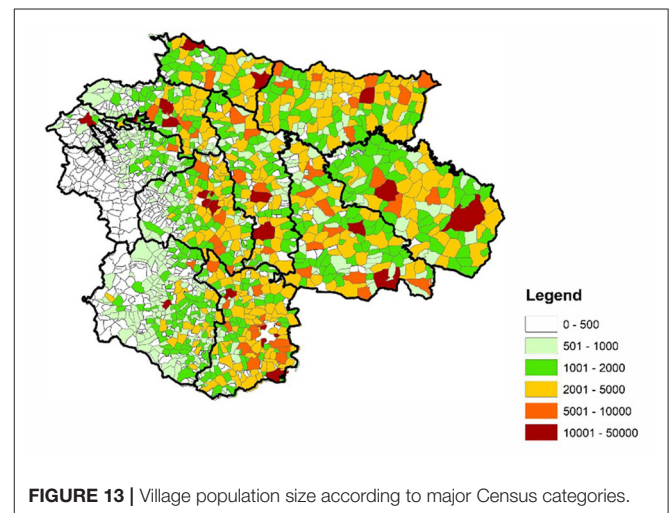 Legend
0 - 500
501 - 1000
1001 - 2000
2001 - 5000
5001 - 10000
10001 - 50000
FIGURE 13 | Village population size according to major Census categories.